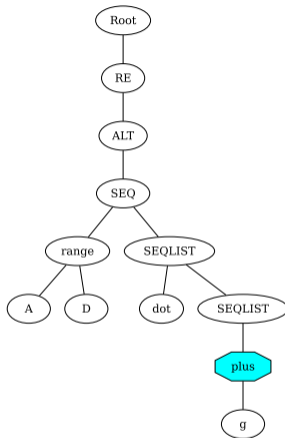 Root
RE
ALT
SEQ
range SEQLIST
A D dot SEQLIST
plus
g